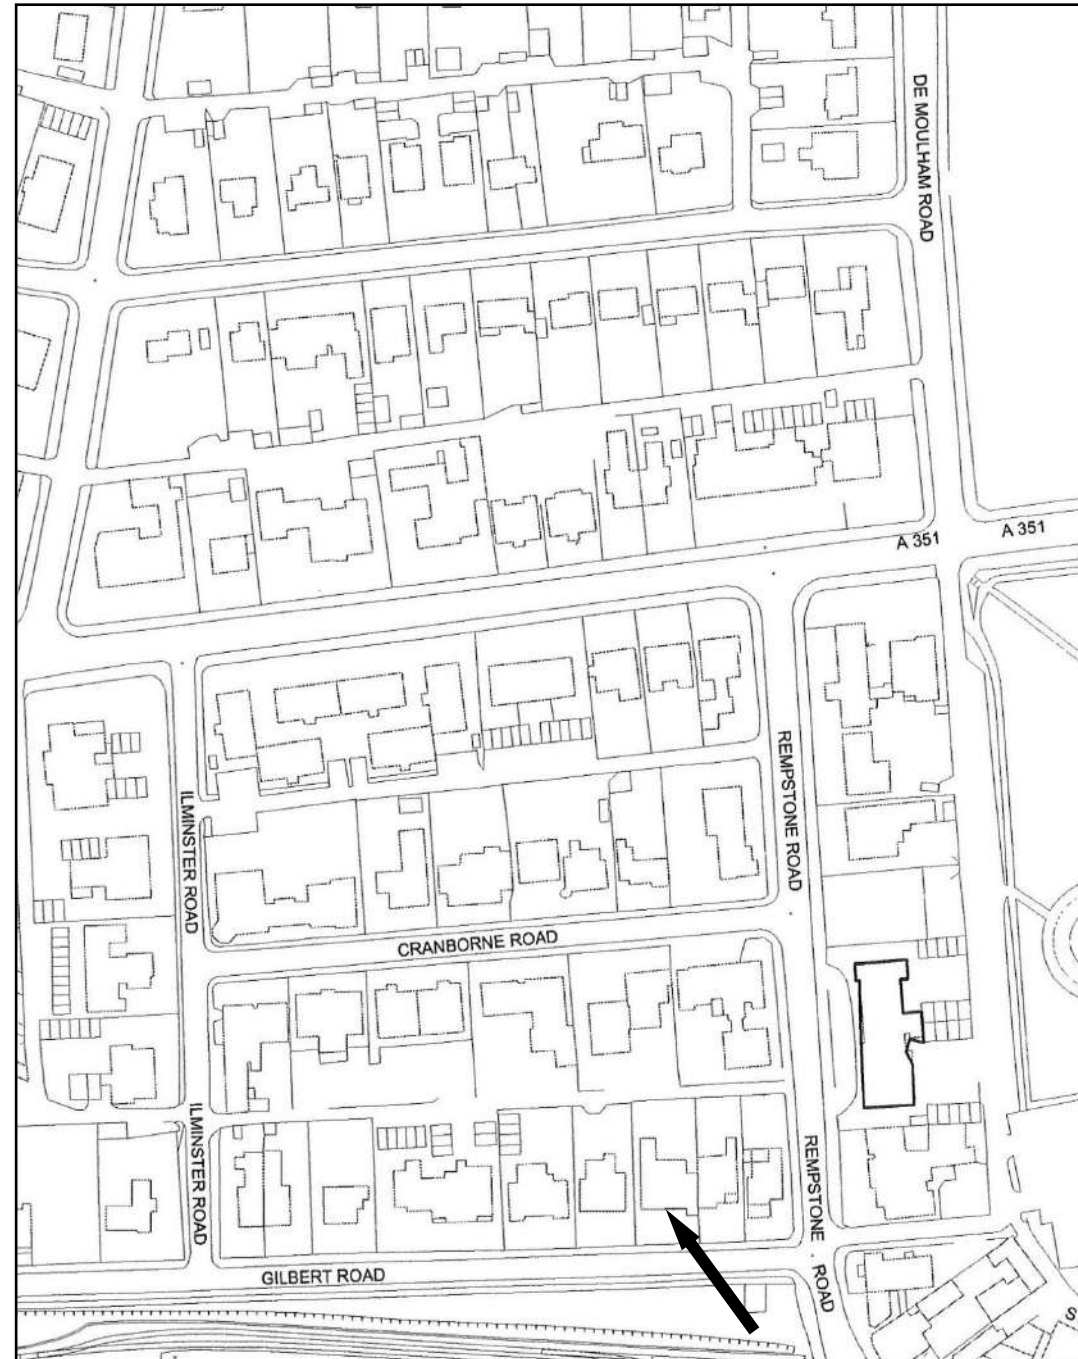 DE MOULHAM ROAD
A 351
A 351
REMPSTONE ROAD
ILMINSTER ROAD
CRANBORNE ROAD
ILMINSTER ROAD
REMPSTONE ROAD
GILBERT ROAD
S